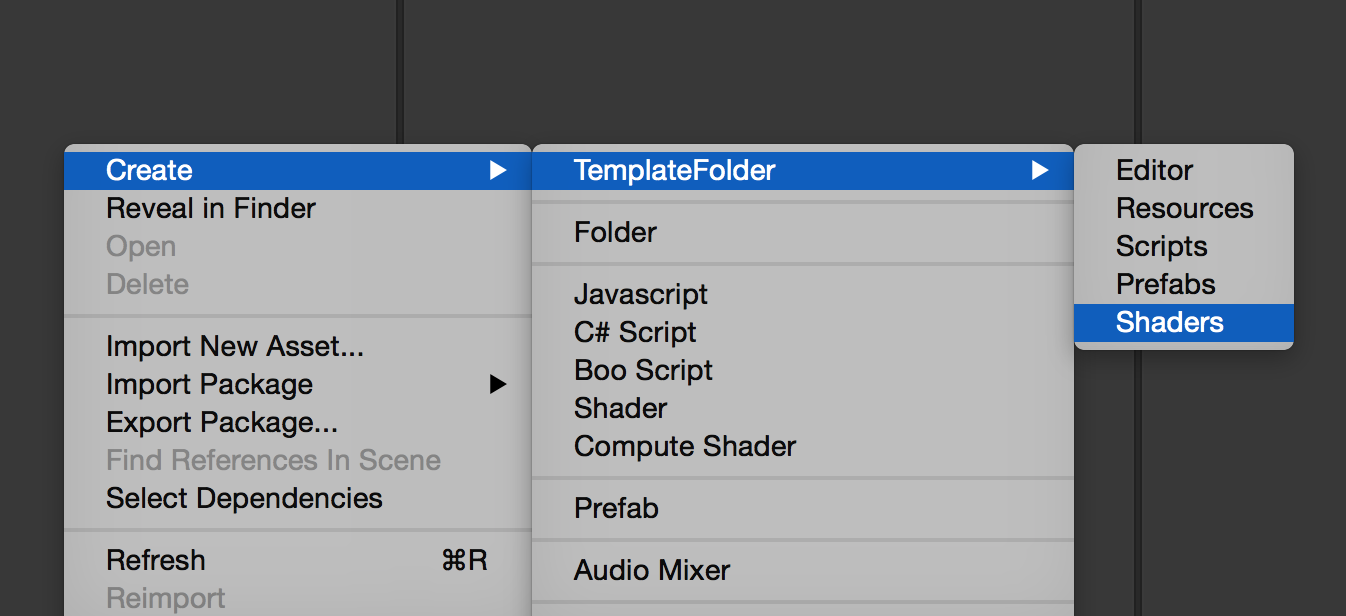 Create
Reveal in Finder
Open
Delete
Import New Asset...
Import Package
Export Package...
Find References In Scene
Select Dependencies
Refresh ⌘R
Reimport
TemplateFolder
Folder
Javascript
C# Script
Boo Script
Shader
Compute Shader
Prefab
Audio Mixer
Editor
Resources
Scripts
Prefabs
Shaders